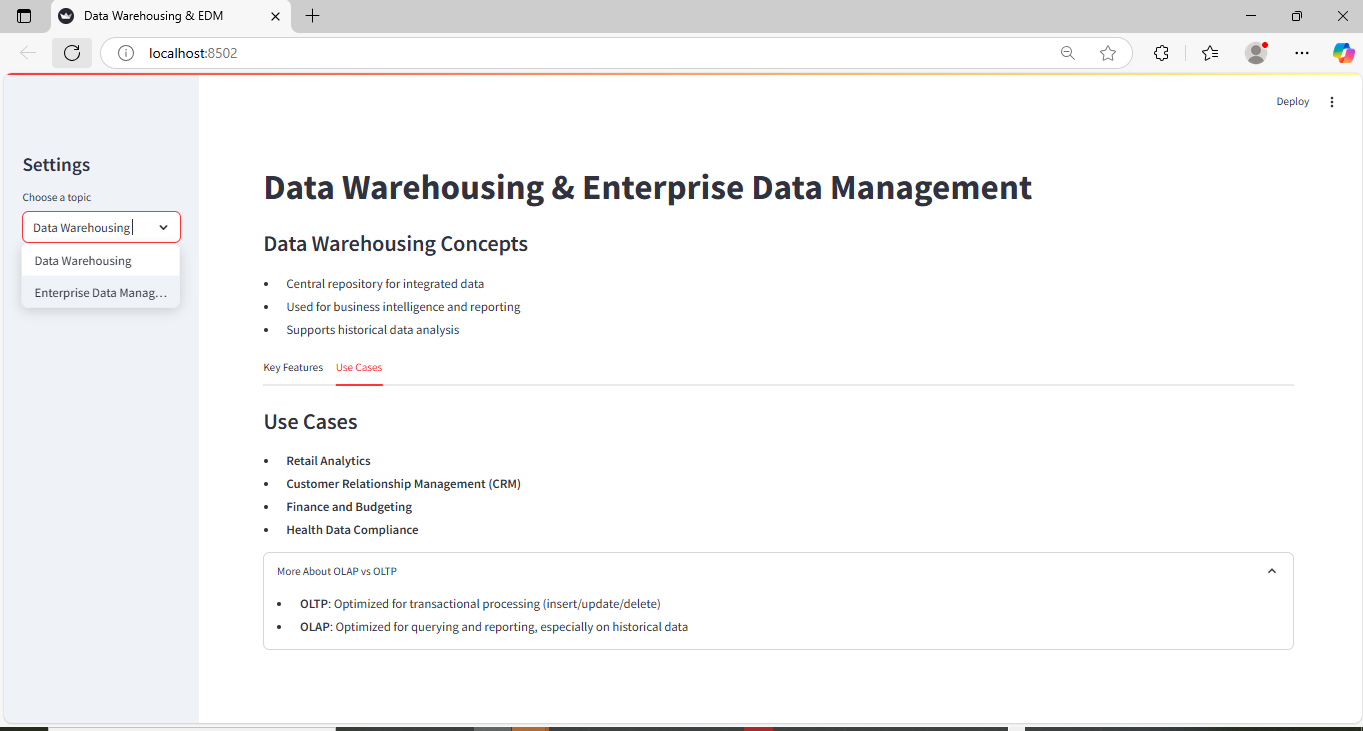 Data Warehousing & EDM
localhost:8502
Deploy
Settings
Choose a topic
Data Warehousing
Data Warehousing
Enterprise Data Manag...
Data Warehousing & Enterprise Data Management
Data Warehousing Concepts
• Central repository for integrated data
• Used for business intelligence and reporting
• Supports historical data analysis
Key Features Use Cases
Use Cases
• Retail Analytics
• Customer Relationship Management (CRM)
• Finance and Budgeting
• Health Data Compliance
More About OLAP vs OLTP
• OLTP: Optimized for transactional processing (insert/update/delete)
• OLAP: Optimized for querying and reporting, especially on historical data